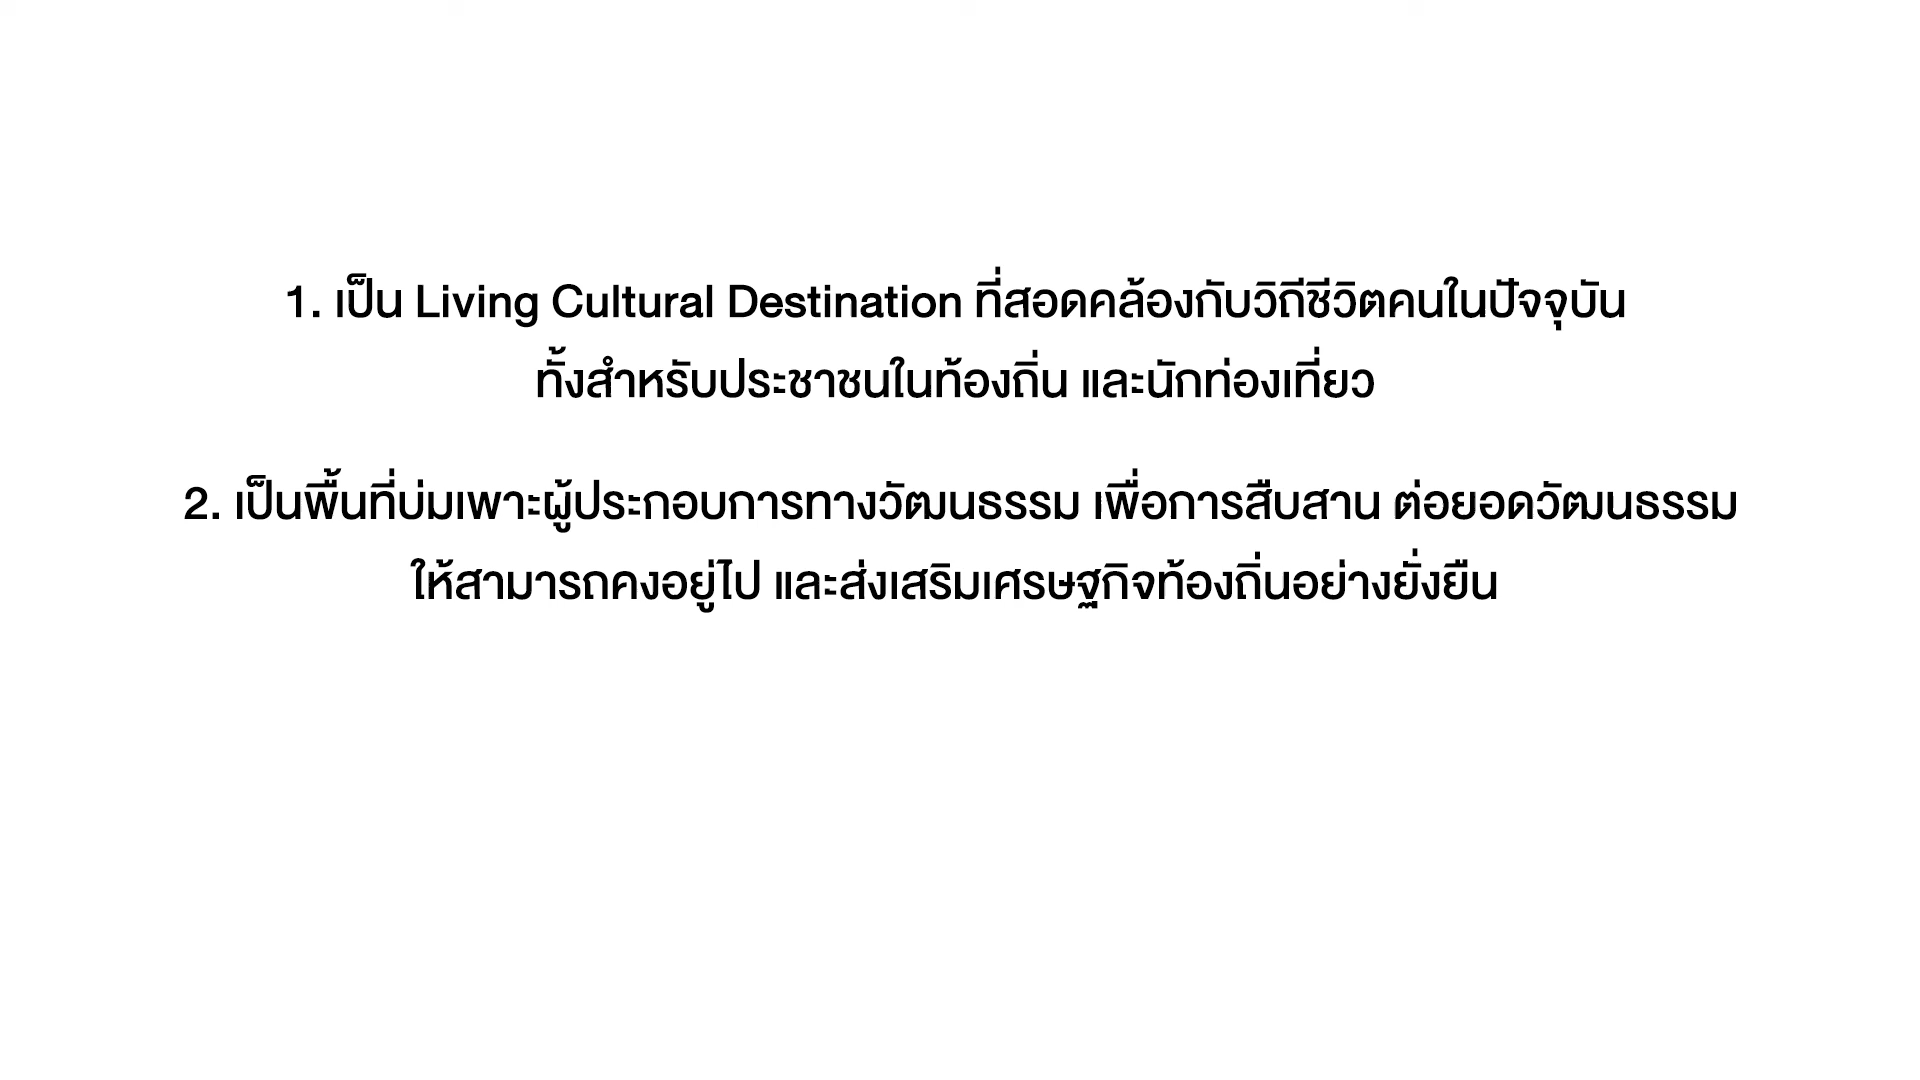 1. เป็น Living Cultural Destination ที่สอดคล้องกับวิถีชีวิตคนในปัจจุบัน
ทั้งสำหรับประชาชนในท้องถิ่น และนักท่องเที่ยว
2. เป็นพื้นที่บ่มเพาะผู้ประกอบการทางวัฒนธรรม เพื่อการสืบสาน ต่อยอดวัฒนธรรม
ให้สามารถคงอยู่ไป และส่งเสริมเศรษฐกิจท้องถิ่นอย่างยั่งยืน